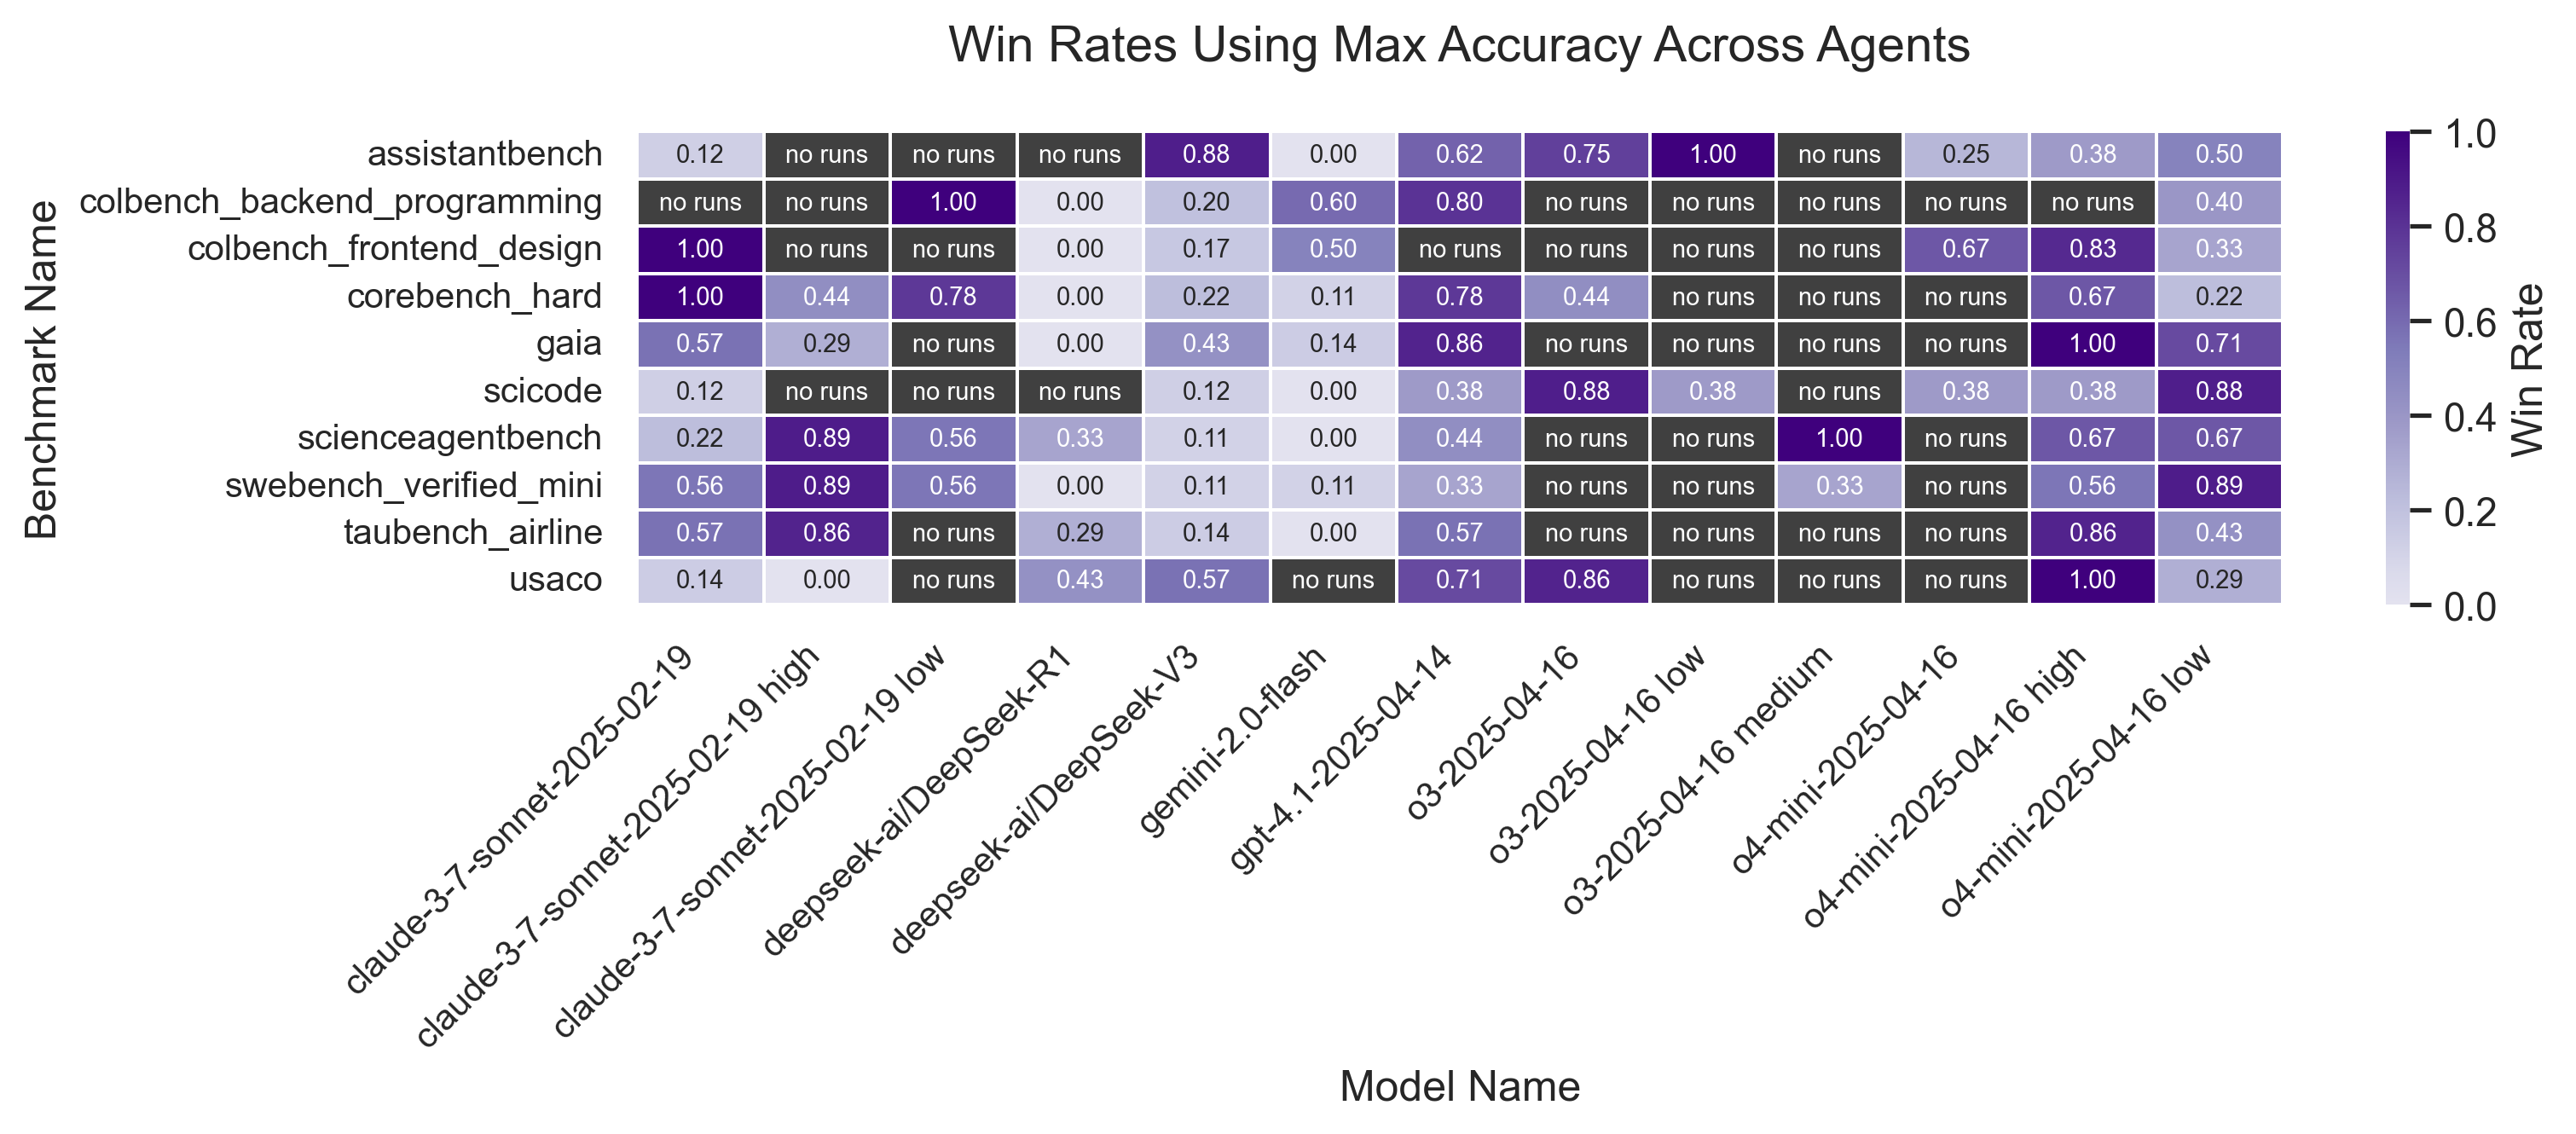 Win Rates Using Max Accuracy Across Agents
Benchmark Name
assistantbench 0.12 no runs no runs no runs 0.88 0.00 0.62 0.75 1.00 no runs 0.25 0.38 0.50
colbench_backend_programming no runs no runs 1.00 0.00 0.20 0.60 0.80 no runs no runs no runs no runs no runs 0.40
colbench_frontend_design 1.00 no runs no runs 0.00 0.17 0.50 no runs no runs no runs no runs 0.67 0.83 0.33
corebench_hard 1.00 0.44 0.78 0.00 0.22 0.11 0.78 0.44 no runs no runs no runs 0.67 0.22
gaia 0.57 0.29 no runs 0.00 0.43 0.14 0.86 no runs no runs no runs no runs 1.00 0.71
scicode 0.12 no runs no runs no runs 0.12 0.00 0.38 0.88 0.38 no runs 0.38 0.38 0.88
scienceagentbench 0.22 0.89 0.56 0.33 0.11 0.00 0.44 no runs no runs 1.00 no runs 0.67 0.67
swebench_verified_mini 0.56 0.89 0.56 0.00 0.11 0.11 0.33 no runs no runs 0.33 no runs 0.56 0.89
taubench_airline 0.57 0.86 no runs 0.29 0.14 0.00 0.57 no runs no runs no runs no runs 0.86 0.43
usaco 0.14 0.00 no runs 0.43 0.57 no runs 0.71 0.86 no runs no runs no runs 1.00 0.29
claude-3-7-sonnet-2025-02-19
claude-3-7-sonnet-2025-02-19 high
claude-3-7-sonnet-2025-02-19 low
deepseek-ai/DeepSeek-R1
deepseek-ai/DeepSeek-V3
gemini-2.0-flash
gpt-4.1-2025-04-14
o3-2025-04-16
o3-2025-04-16 low
o3-2025-04-16 medium
o4-mini-2025-04-16
o4-mini-2025-04-16 high
o4-mini-2025-04-16 low
Model Name
1.0
0.8
0.6
0.4
0.2
0.0
Win Rate